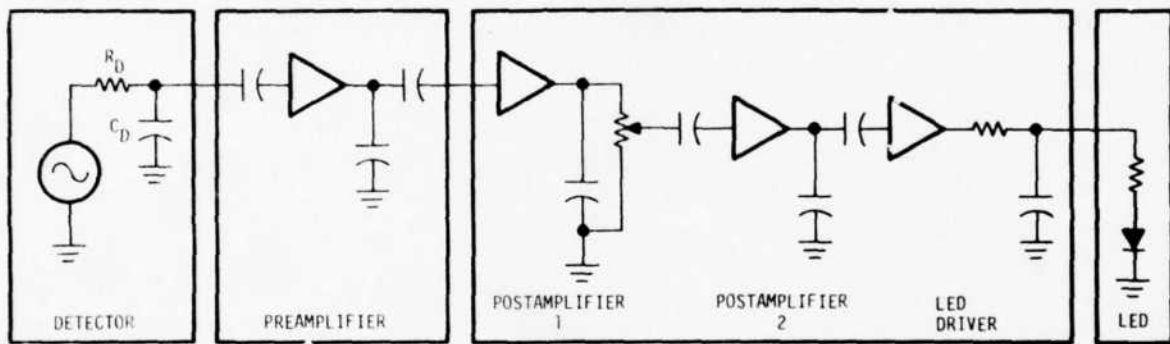 R_D
C_D
DETECTOR
PREAMPLIFIER
POSTAMPLIFIER
1
POSTAMPLIFIER
2
LED
DRIVER
LED